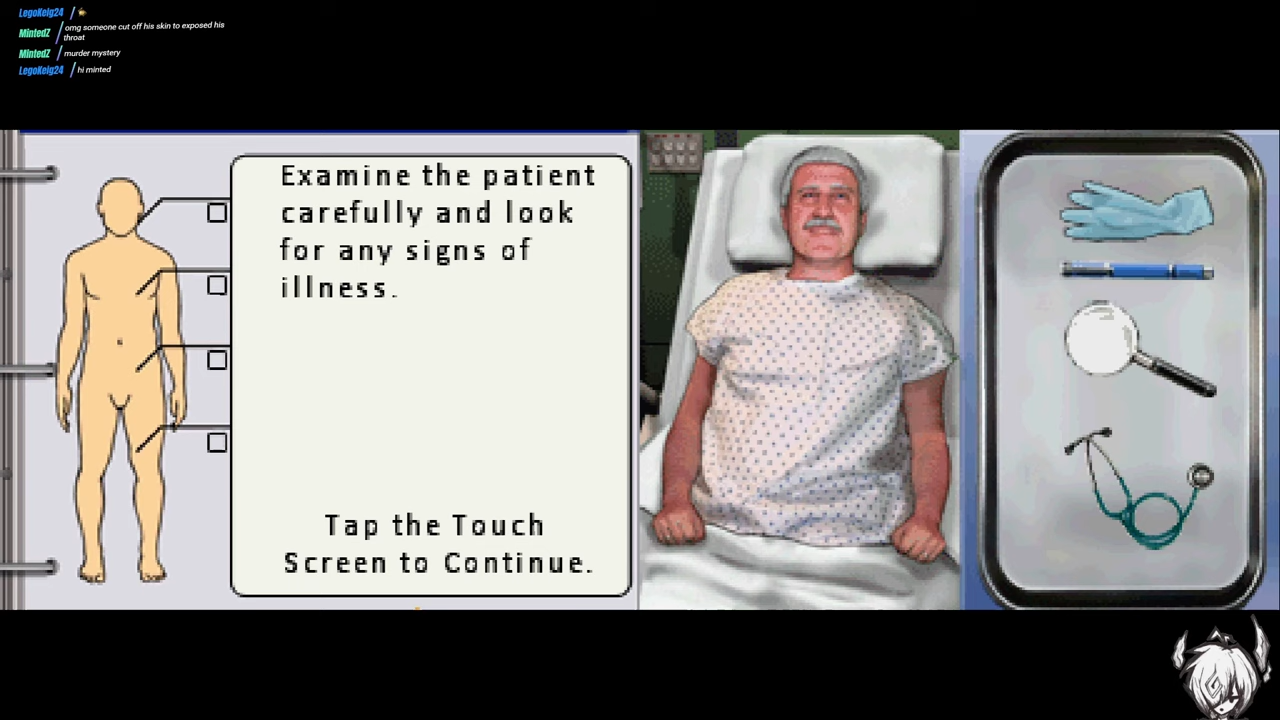 LegoKeig24 /
MintedZ / omg someone cut off his skin to exposed his
throat
MintedZ / murder mystery
LegoKeig24 / hi minted
Examine the patient
carefully and look
for any signs of
illness.
Tap the Touch
Screen to Continue.